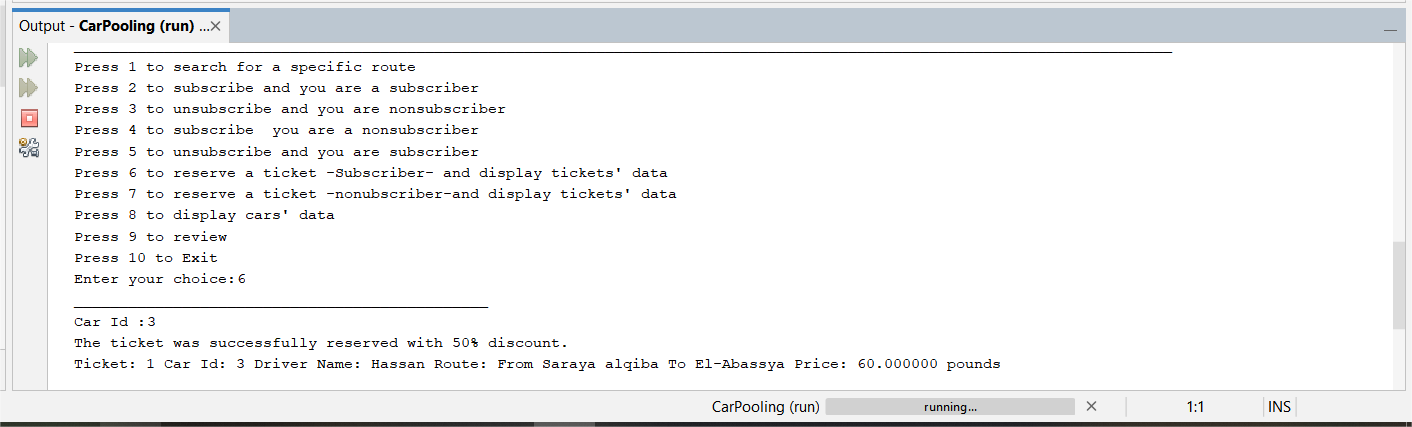 Output - CarPooling (run) ...×
Press 1 to search for a specific route
Press 2 to subscribe and you are a subscriber
Press 3 to unsubscribe and you are nonsubscriber
Press 4 to subscribe  you are a nonsubscriber
Press 5 to unsubscribe and you are subscriber
Press 6 to reserve a ticket -Subscriber- and display tickets' data
Press 7 to reserve a ticket -nonubscriber-and display tickets' data
Press 8 to display cars' data
Press 9 to review
Press 10 to Exit
Enter your choice:6
Car Id :3
The ticket was successfully reserved with 50% discount.
Ticket: 1 Car Id: 3 Driver Name: Hassan Route: From Saraya alqiba To El-Abassya Price: 60.000000 pounds
CarPooling (run) running... 1:1 INS